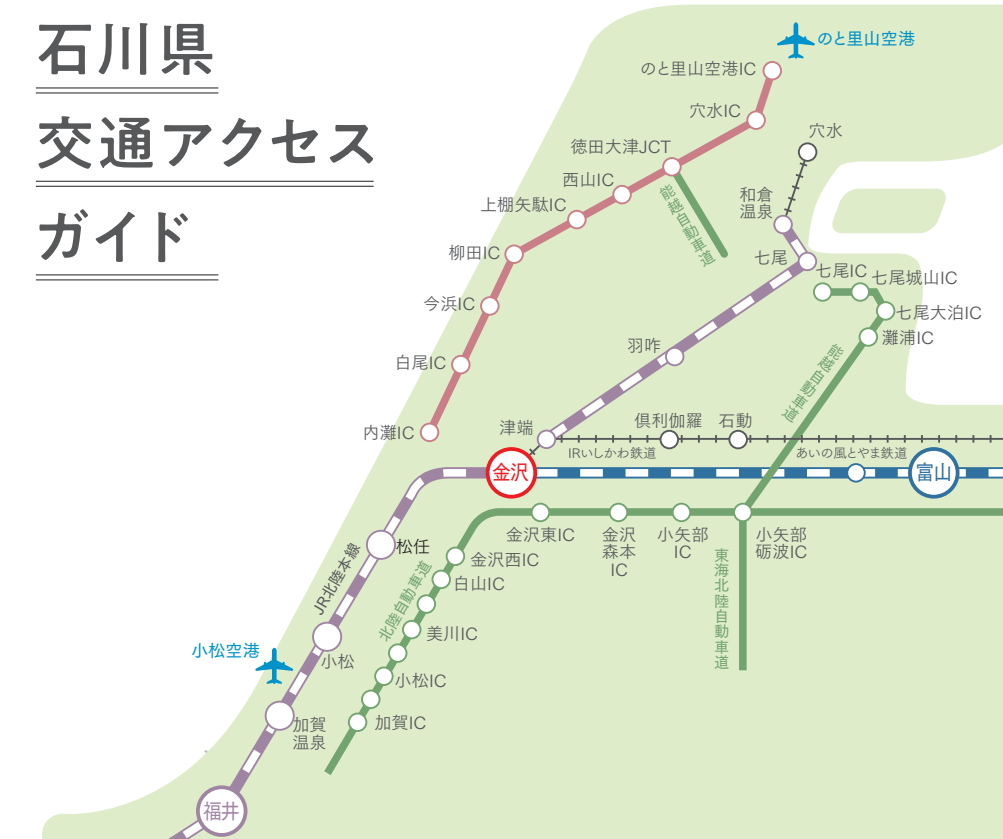 石川県
交通アクセス
ガイド
のと里山空港
のと里山空港IC
穴水IC
穴水
徳田大津JCT
西山IC
和倉
温泉
上棚矢駄IC
能越自動車道
柳田IC
七尾
七尾IC
七尾城山IC
今浜IC
七尾大泊IC
灘浦IC
羽咋
白尾IC
能越自動車道
内灘IC
津端
倶利伽羅
石動
IRいしかわ鉄道
あいの風とやま鉄道
金沢
富山
金沢東IC
金沢
森本
IC
小矢部
IC
小矢部
砺波IC
松任
金沢西IC
JR北陸本線
北陸自動車道
東海北陸自動車道
白山IC
美川IC
小松空港
小松
小松IC
加賀
温泉
加賀IC
福井